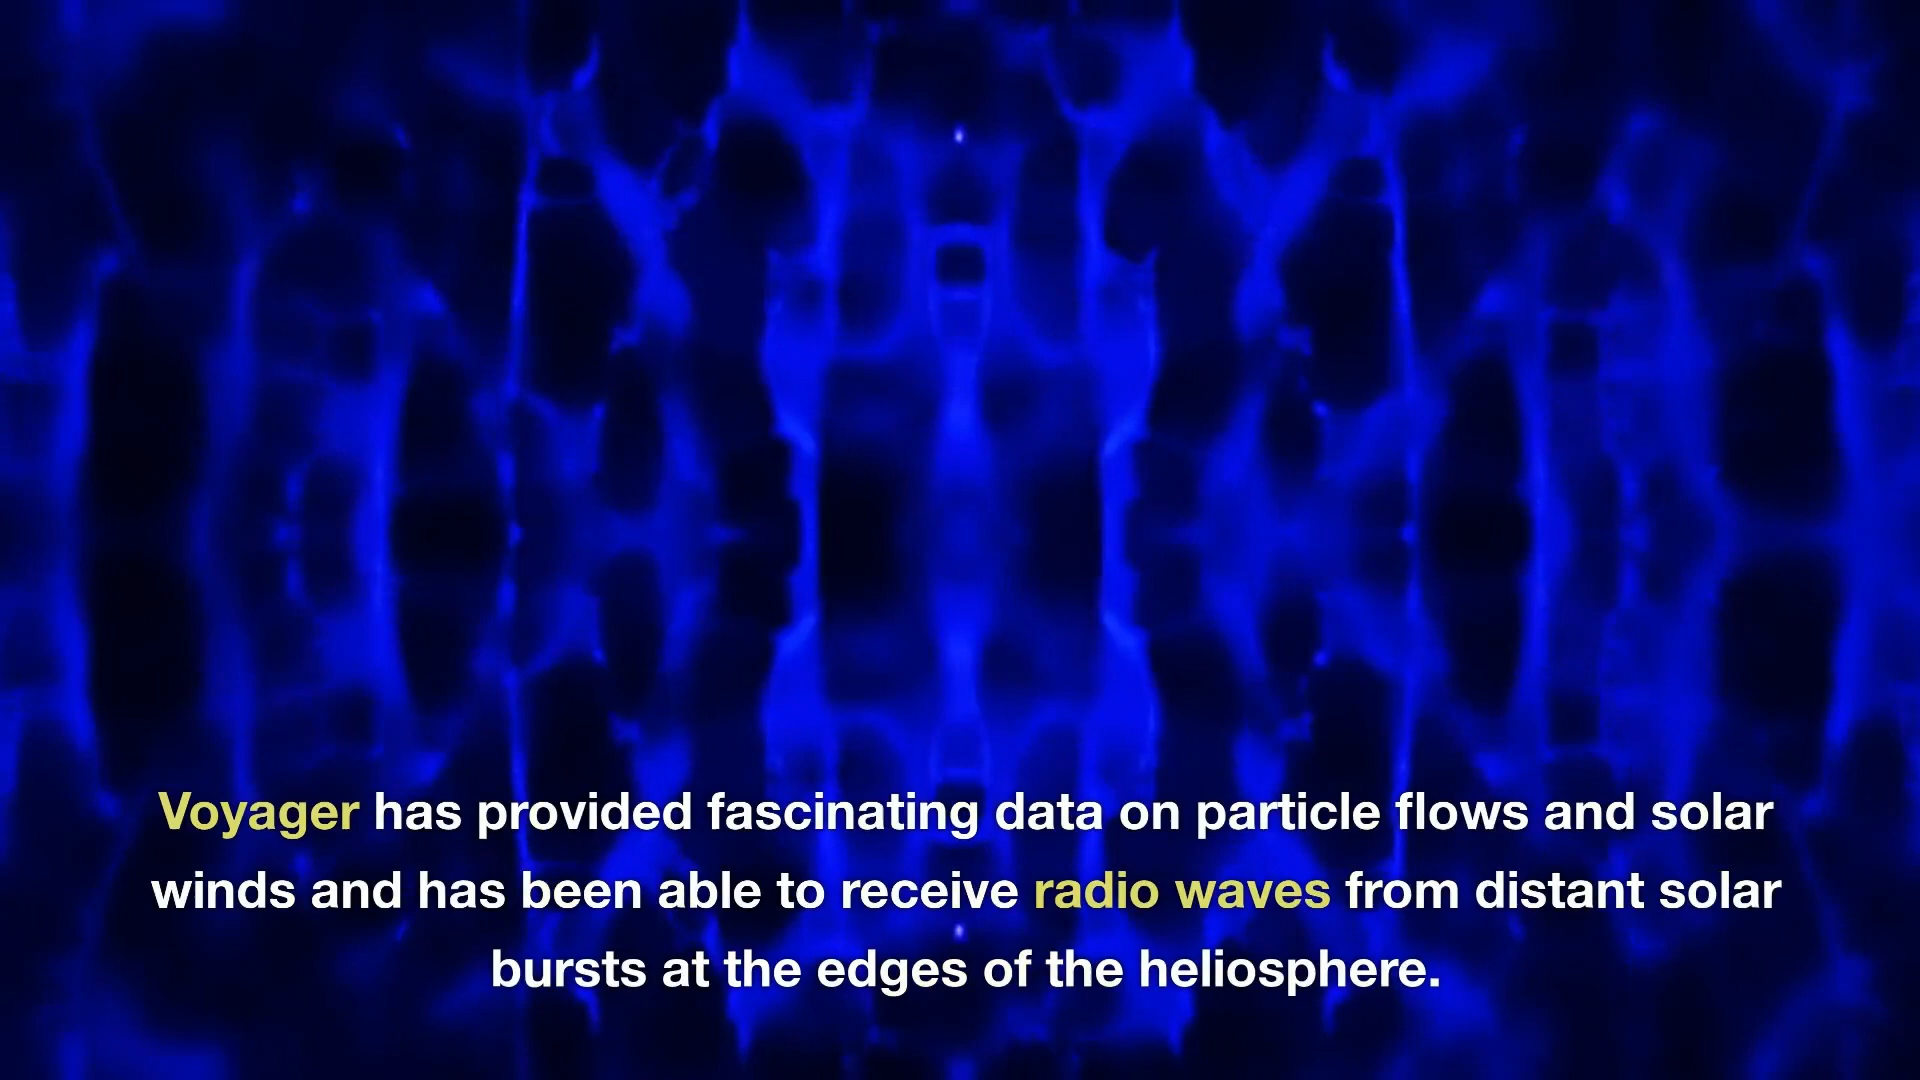 Voyager has provided fascinating data on particle flows and solar
winds and has been able to receive radio waves from distant solar
bursts at the edges of the heliosphere.